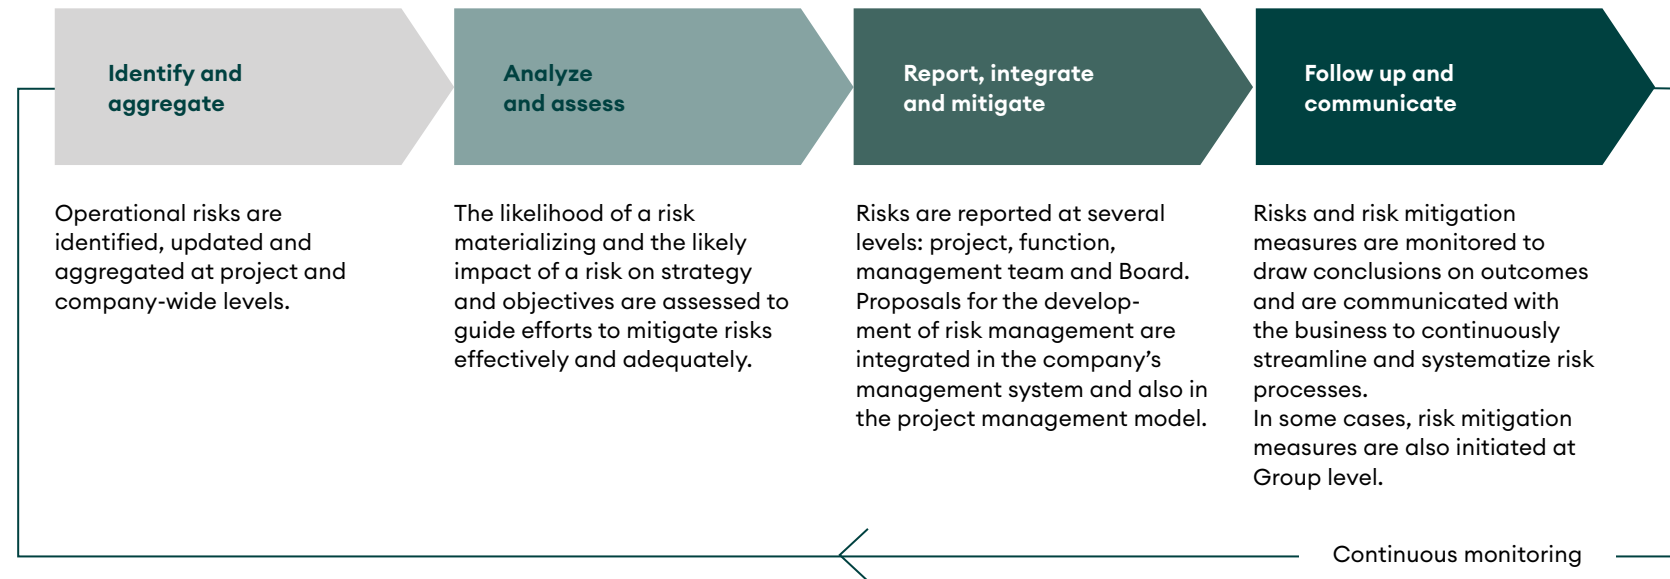 Identify and
aggregate
Analyze
and assess
Report, integrate
and mitigate
Follow up and
communicate
Operational risks are
identified, updated and
aggregated at project and
company-wide levels.
The likelihood of a risk
materializing and the likely
impact of a risk on strategy
and objectives are assessed to
guide efforts to mitigate risks
effectively and adequately.
Risks are reported at several
levels: project, function,
management team and Board.
Proposals for the develop-
ment of risk management are
integrated in the company’s
management system and also in
the project management model.
Risks and risk mitigation
measures are monitored to
draw conclusions on outcomes
and are communicated with
the business to continuously
streamline and systematize risk
processes.
In some cases, risk mitigation
measures are also initiated at
Group level.
Continuous monitoring